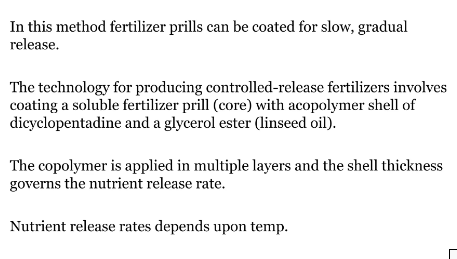 In this method fertilizer prills can be coated for slow, gradual
release.
The technology for producing controlled-release fertilizers involves
coating a soluble fertilizer prill (core) with acopolymer shell of
dicyclopentadine and a glycerol ester (linseed oil).
The copolymer is applied in multiple layers and the shell thickness
governs the nutrient release rate.
Nutrient release rates depends upon temp.